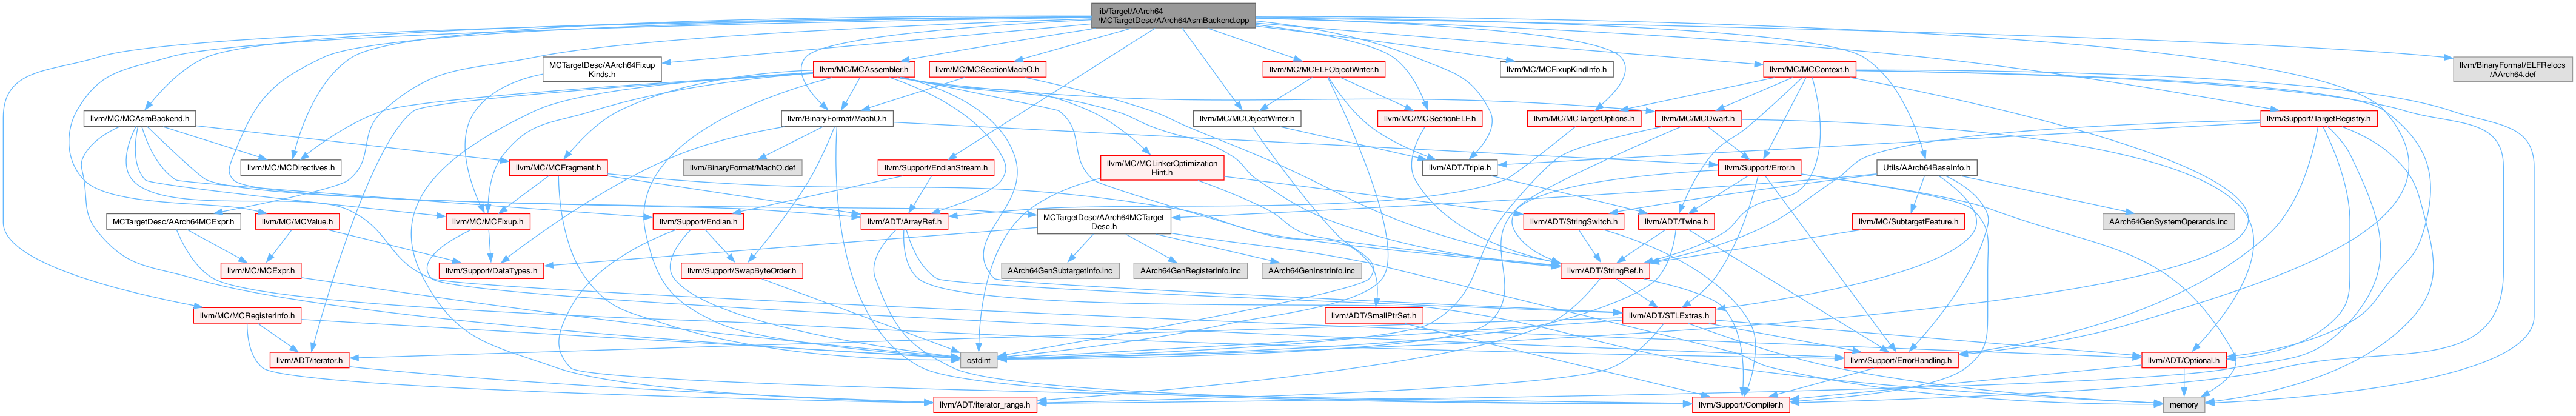 lib/Target/AArch64
/MCTargetDesc/AArch64AsmBackend.cpp
MCTargetDesc/AArch64Fixup
Kinds.h
llvm/MC/MCAssembler.h
llvm/MC/MCSectionMachO.h
llvm/MC/MCELFObjectWriter.h
llvm/MC/MCFixupKindInfo.h
llvm/MC/MCContext.h
llvm/BinaryFormat/ELFRelocs
/AArch64.def
llvm/MC/MCAsmBackend.h
llvm/BinaryFormat/MachO.h
llvm/MC/MCObjectWriter.h
llvm/MC/MCSectionELF.h
llvm/MC/MCTargetOptions.h
llvm/MC/MCDwarf.h
llvm/Support/TargetRegistry.h
llvm/MC/MCDirectives.h
llvm/MC/MCFragment.h
llvm/BinaryFormat/MachO.def
llvm/Support/EndianStream.h
llvm/MC/MCLinkerOptimization
Hint.h
llvm/ADT/Triple.h
llvm/Support/Error.h
Utils/AArch64BaseInfo.h
MCTargetDesc/AArch64MCExpr.h
llvm/MC/MCValue.h
llvm/MC/MCFixup.h
llvm/Support/Endian.h
llvm/ADT/ArrayRef.h
MCTargetDesc/AArch64MCTarget
Desc.h
llvm/ADT/StringSwitch.h
llvm/ADT/Twine.h
llvm/MC/SubtargetFeature.h
AArch64GenSystemOperands.inc
llvm/MC/MCExpr.h
llvm/Support/DataTypes.h
llvm/Support/SwapByteOrder.h
AArch64GenSubtargetInfo.inc
AArch64GenRegisterInfo.inc
AArch64GenInstrInfo.inc
llvm/ADT/StringRef.h
llvm/MC/MCRegisterInfo.h
llvm/ADT/SmallPtrSet.h
llvm/ADT/STLExtras.h
llvm/ADT/iterator.h
cstdint
llvm/Support/ErrorHandling.h
llvm/ADT/Optional.h
llvm/ADT/iterator_range.h
llvm/Support/Compiler.h
memory